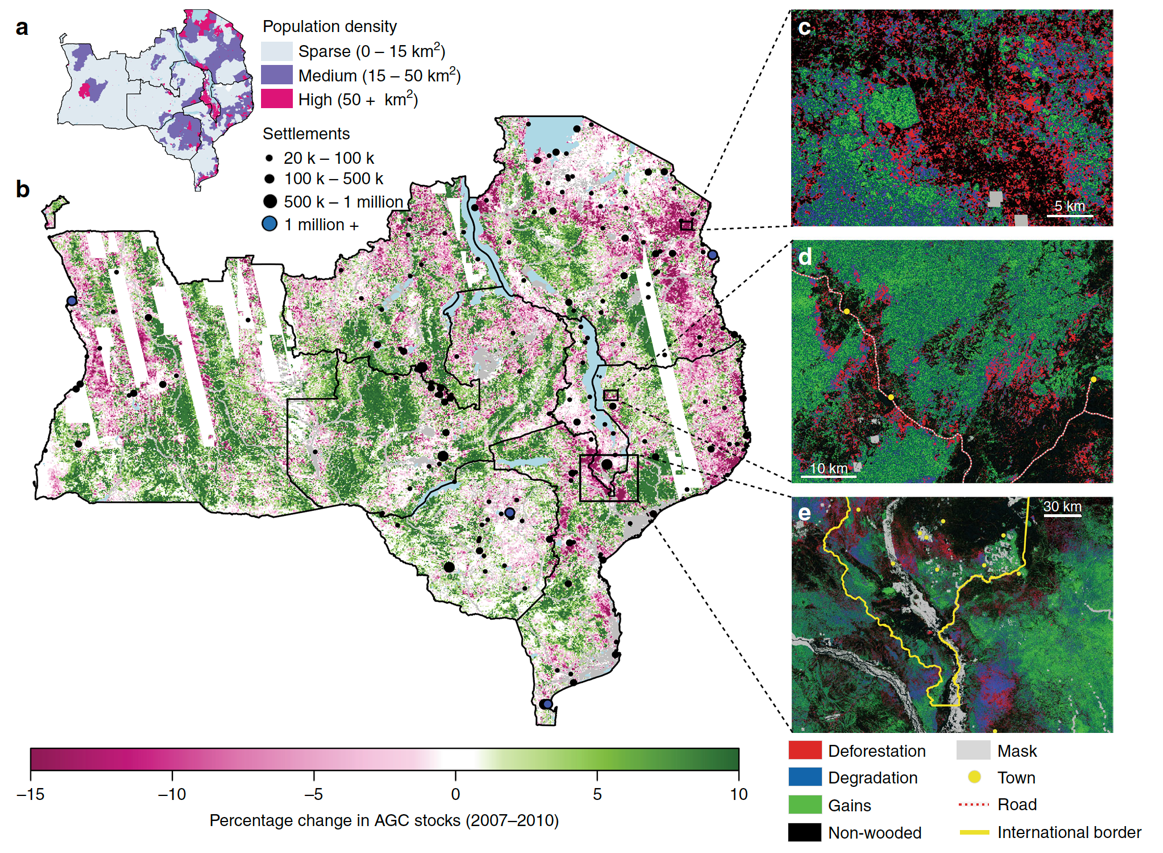 a
Population density
Sparse (0 – 15 km²)
Medium (15 – 50 km²)
High (50 + km²)
Settlements
20 k – 100 k
100 k – 500 k
500 k – 1 million
1 million +
b
c
5 km
d
10 km
e
30 km
−15
−10
−5
0
5
10
Percentage change in AGC stocks (2007–2010)
Deforestation
Degradation
Gains
Non-wooded
Mask
Town
Road
International border